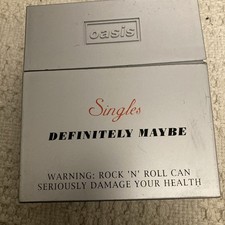 oasis
Singles
DEFINITELY MAYBE
WARNING: ROCK 'N' ROLL CAN
SERIOUSLY DAMAGE YOUR HEALTH